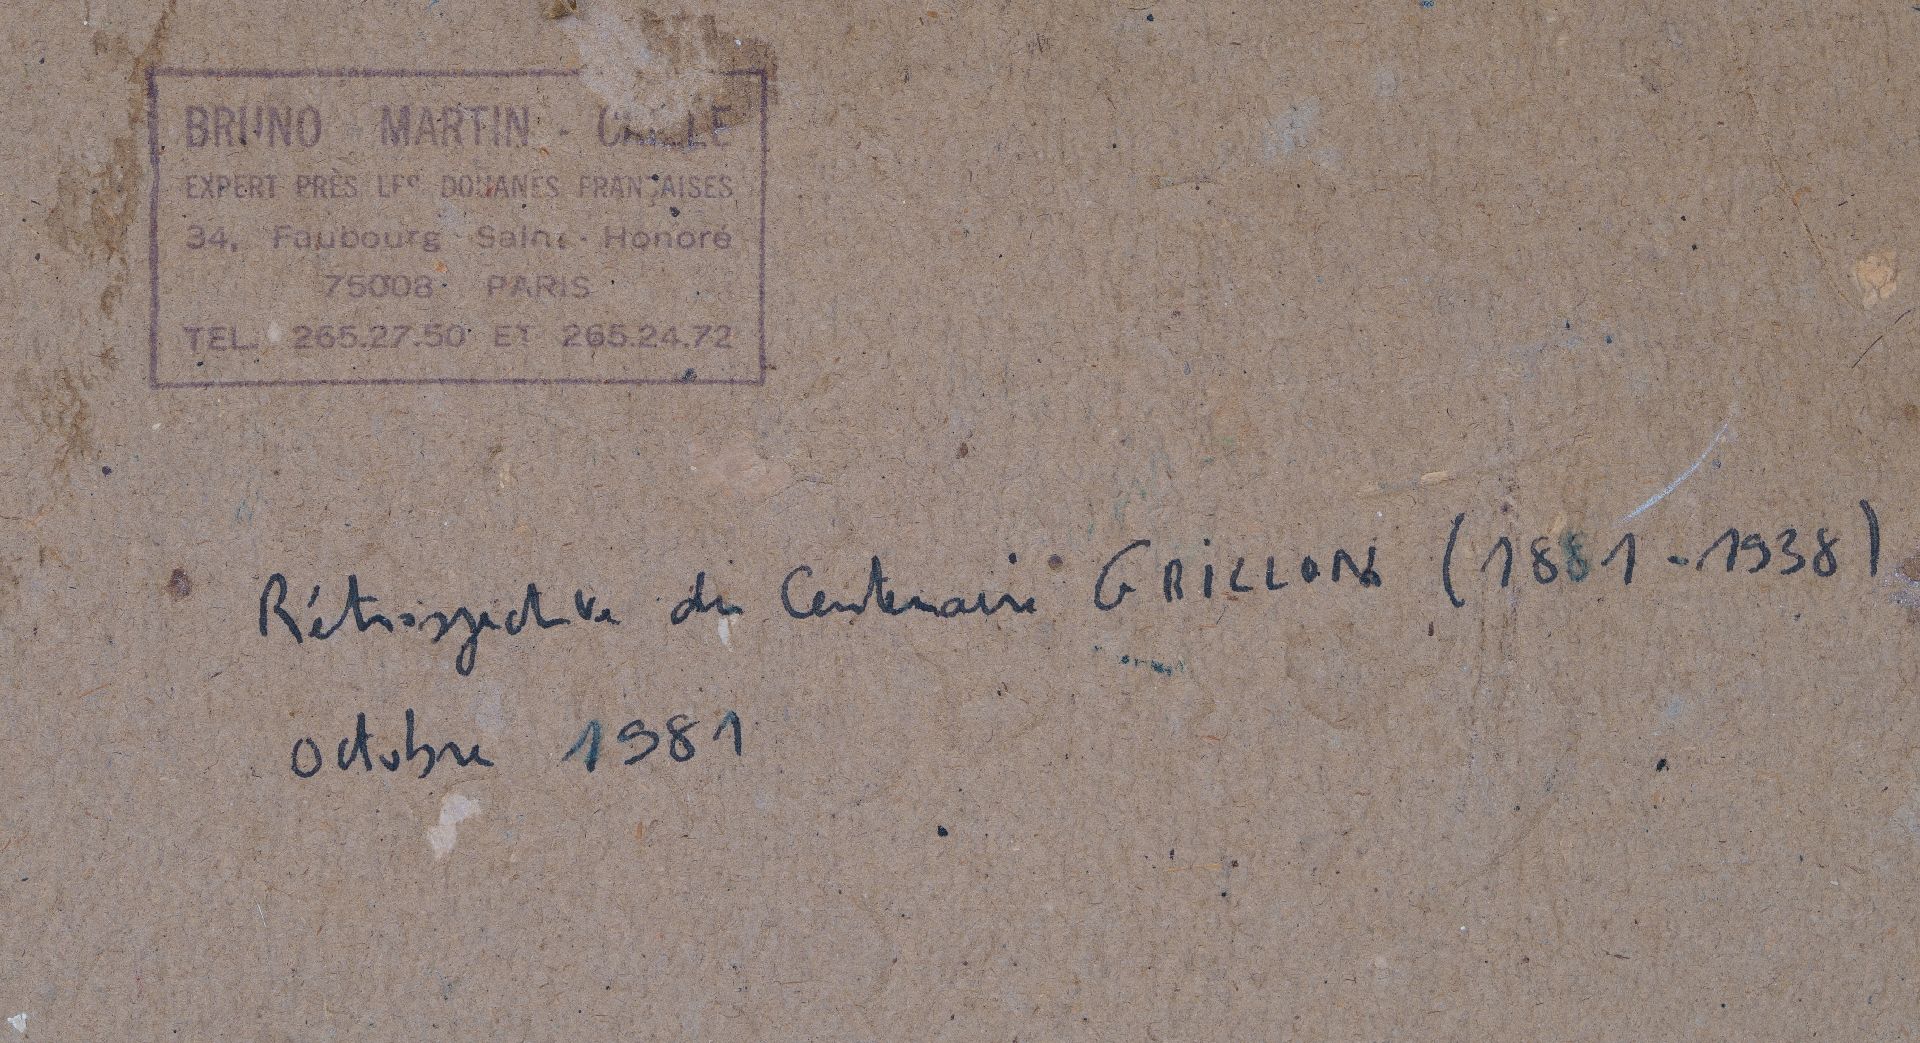 BRUNO MARTIN - CAILLE
EXPERT PRÈS LES DOUANES FRANÇAISES
34, Faubourg Saint-Honoré
75008 PARIS
TEL. 265.27.50 ET 265.24.72
Rétrospective du Centenaire GRILLON (1881-1938)
Octobre 1981